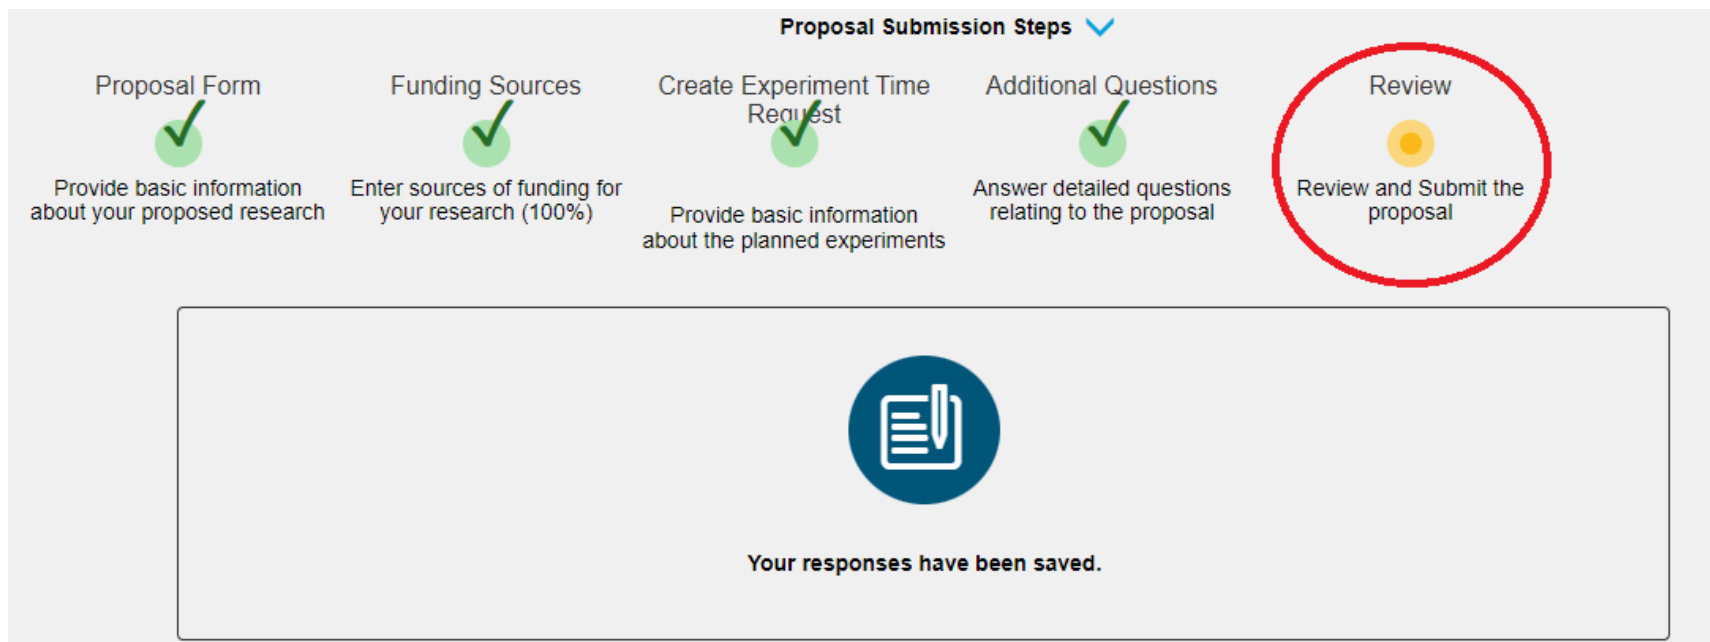 Proposal Submission Steps
Proposal Form
Provide basic information
about your proposed research
Funding Sources
Enter sources of funding for
your research (100%)
Create Experiment Time
Request
Provide basic information
about the planned experiments
Additional Questions
Answer detailed questions
relating to the proposal
Review
Review and Submit the
proposal
Your responses have been saved.